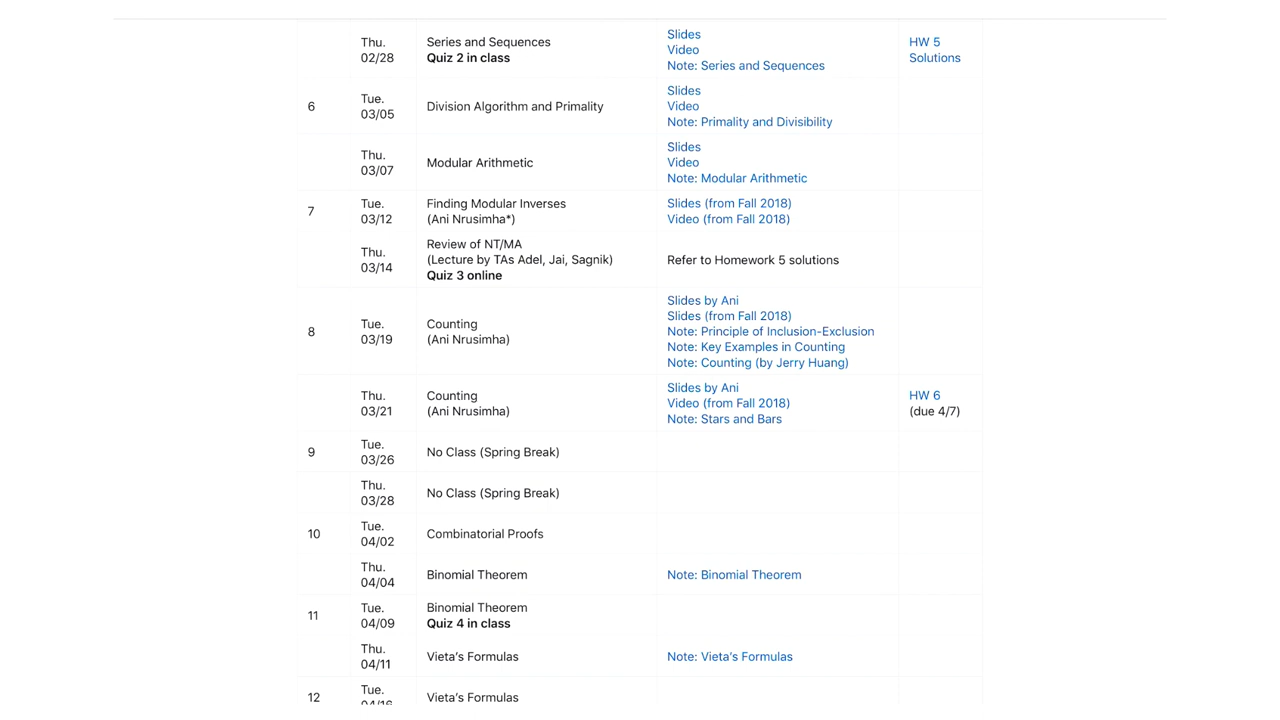 Thu.
02/28
Series and Sequences
Quiz 2 in class
Slides
Video
Note: Series and Sequences
HW 5
Solutions
6
Tue.
03/05
Division Algorithm and Primality
Slides
Video
Note: Primality and Divisibility
Thu.
03/07
Modular Arithmetic
Slides
Video
Note: Modular Arithmetic
7
Tue.
03/12
Finding Modular Inverses
(Ani Nrusimha*)
Slides (from Fall 2018)
Video (from Fall 2018)
Thu.
03/14
Review of NT/MA
(Lecture by TAs Adel, Jai, Sagnik)
Quiz 3 online
Refer to Homework 5 solutions
8
Tue.
03/19
Counting
(Ani Nrusimha)
Slides by Ani
Slides (from Fall 2018)
Note: Principle of Inclusion-Exclusion
Note: Key Examples in Counting
Note: Counting (by Jerry Huang)
Thu.
03/21
Counting
(Ani Nrusimha)
Slides by Ani
Video (from Fall 2018)
Note: Stars and Bars
HW 6
(due 4/7)
9
Tue.
03/26
No Class (Spring Break)
Thu.
03/28
No Class (Spring Break)
10
Tue.
04/02
Combinatorial Proofs
Thu.
04/04
Binomial Theorem
Note: Binomial Theorem
11
Tue.
04/09
Binomial Theorem
Quiz 4 in class
Thu.
04/11
Vieta's Formulas
Note: Vieta's Formulas
12
Tue.
04/16
Vieta's Formulas